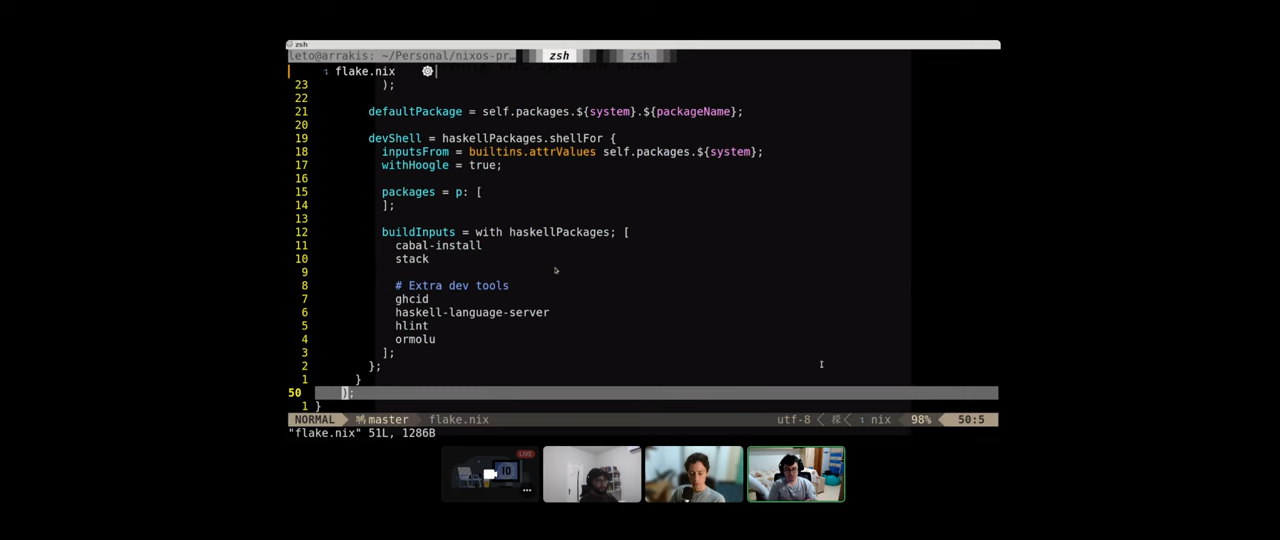 zsh
leto@arrakis: ~/Personal/nixos-pr… zsh zsh
flake.nix
23 );
22
21 defaultPackage = self.packages.${system}.${packageName};
20
19 devShell = haskellPackages.shellFor {
18 inputsFrom = builtins.attrValues self.packages.${system};
17 withHoogle = true;
16
15 packages = p: [
14 ];
13
12 buildInputs = with haskellPackages; [
11 cabal-install
10 stack
9
8 # Extra dev tools
7 ghcid
6 haskell-language-server
5 hlint
4 ormolu
3 ];
2 };
1 }
50 );
1 }
NORMAL master flake.nix utf-8 nix 98% 50:5
"flake.nix" 51L, 1286B
LIVE
10